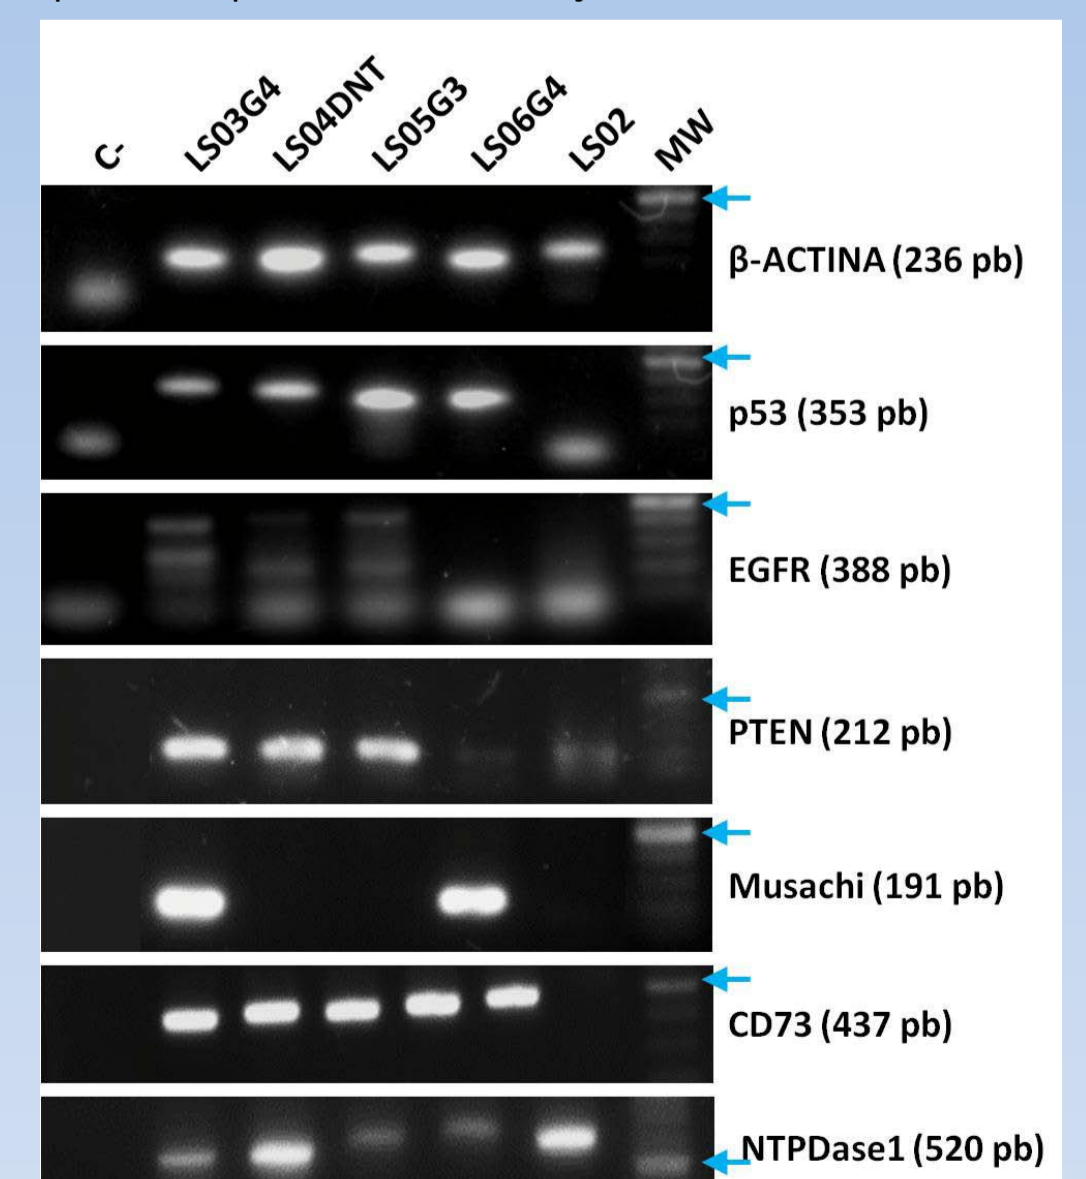 C- LS03G4 LS04DNT LS05G3 LS06G4 LS02 MW
β-ACTINA (236 pb)
p53 (353 pb)
EGFR (388 pb)
PTEN (212 pb)
Musachi (191 pb)
CD73 (437 pb)
NTPDase1 (520 pb)